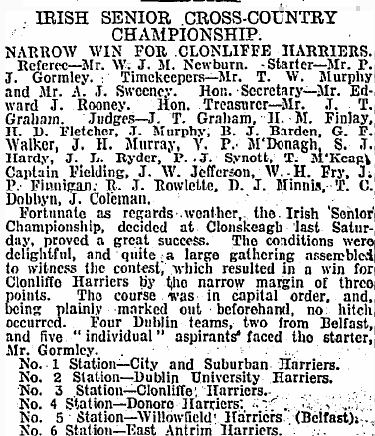 IRISH SENIOR CROSS-COUNTRY
CHAMPIONSHIP.
NARROW WIN FOR CLONLIFFE HARRIERS.
Referee—Mr. W. J. M. Newburn. Starter—Mr. P.
J. Gormley. Timekeepers—Mr. T. W. Murphy
and Mr. A. J. Sweeney. Hon. Secretary—Mr. Ed-
ward J. Rooney. Hon. Treasurer—Mr. J. T.
Graham. Judges—J. T. Graham, H. M. Finlay,
H. D. Fletcher, J. Murphy, B. J. Barden, G. F.
Walker, J. H. Murray, V. P. M'Donagh, S. J.
Hardy, J. L. Ryder, P. J. Synott, T. M'Keag,
Captain Fielding, J. W. Jefferson, W. H. Fry, J.
P. Finnigan, R. J. Rowlette, D. J. Minnis, T. C.
Dobbyn, J. Coleman.
Fortunate as regards weather, the Irish Senior
Championship, decided at Clonskeagh last Satur-
day, proved a great success. The conditions were
delightful, and quite a large gathering assembled
to witness the contest, which resulted in a win for
Clonliffe Harriers by the narrow margin of three
points. The course was in capital order, and,
being plainly marked out beforehand, no hitch
occurred. Four Dublin teams, two from Belfast,
and five "individual" aspirants faced the starter,
Mr. Gormley.
No. 1 Station—City and Suburban Harriers.
No. 2 Station—Dublin University Harriers.
No. 3 Station—Clonliffe Harriers.
No. 4 Station—Donore Harriers.
No. 5 Station—Willowfield Harriers (Belfast).
No. 6 Station—East Antrim Harriers.